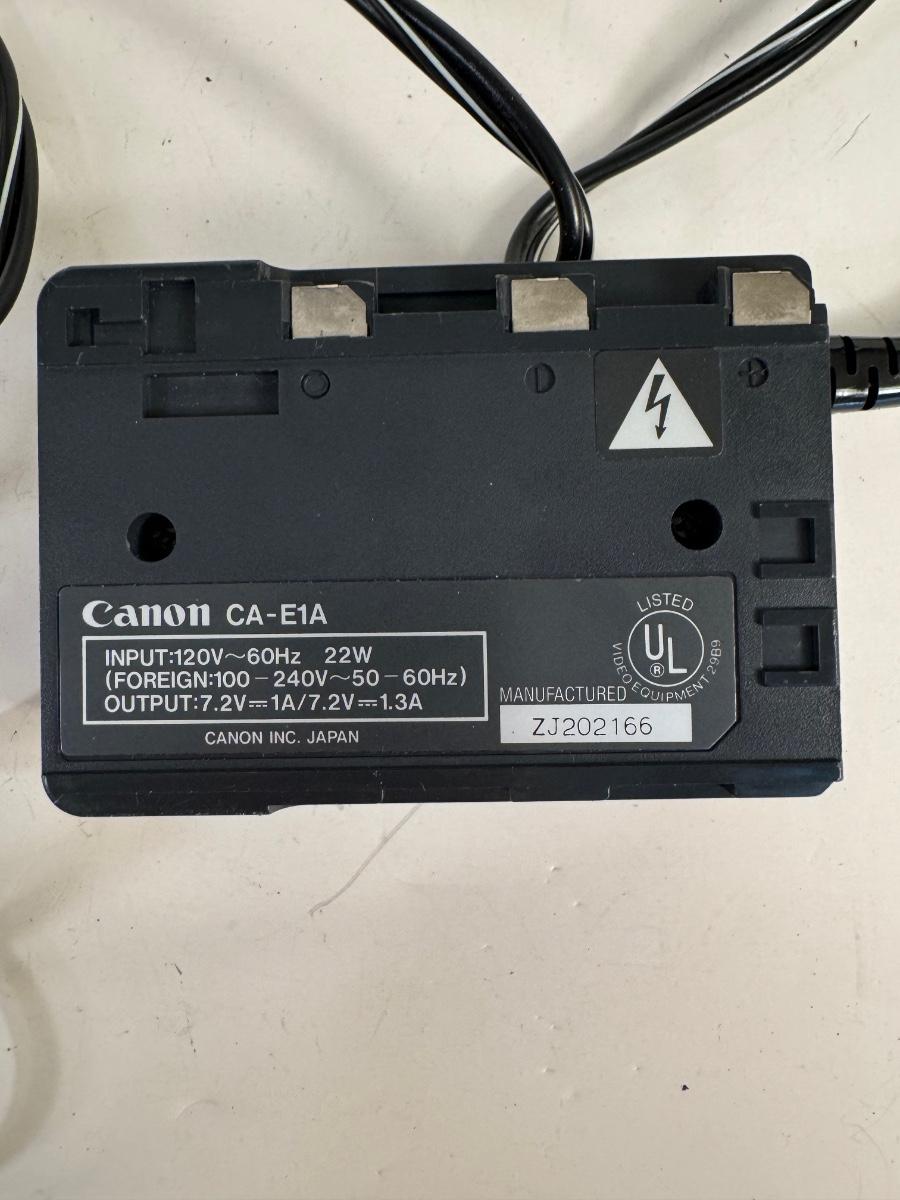 Canon CA-E1A
INPUT:120V～60Hz 22W
(FOREIGN:100－240V～50－60Hz)
OUTPUT:7.2V⎓1A/7.2V⎓1.3A
CANON INC. JAPAN
LISTED
UL
®
VIDEO EQUIPMENT 29B9
MANUFACTURED
ZJ202166